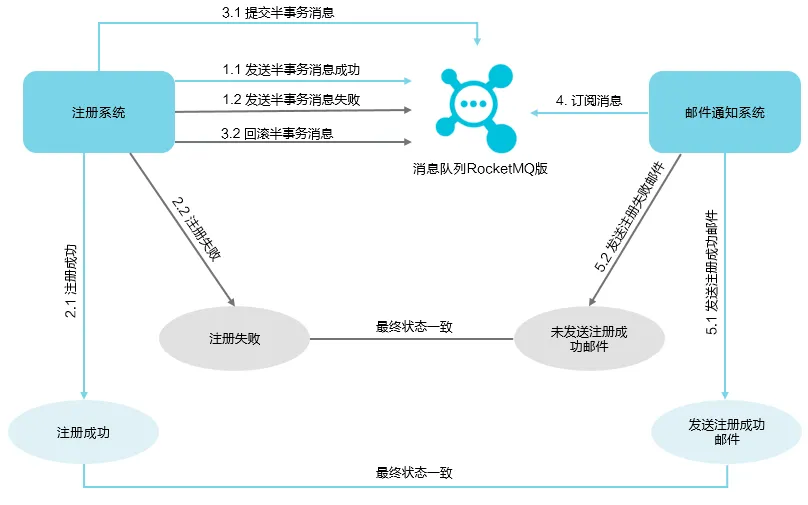 3.1 提交半事务消息
1.1 发送半事务消息成功
1.2 发送半事务消息失败
3.2 回滚半事务消息
注册系统
4. 订阅消息
邮件通知系统
消息队列RocketMQ版
2.1 注册成功
2.2 注册失败
5.2 发送注册失败邮件
5.1 发送注册成功邮件
注册失败
最终状态一致
未发送注册成
功邮件
注册成功
发送注册成功
邮件
最终状态一致